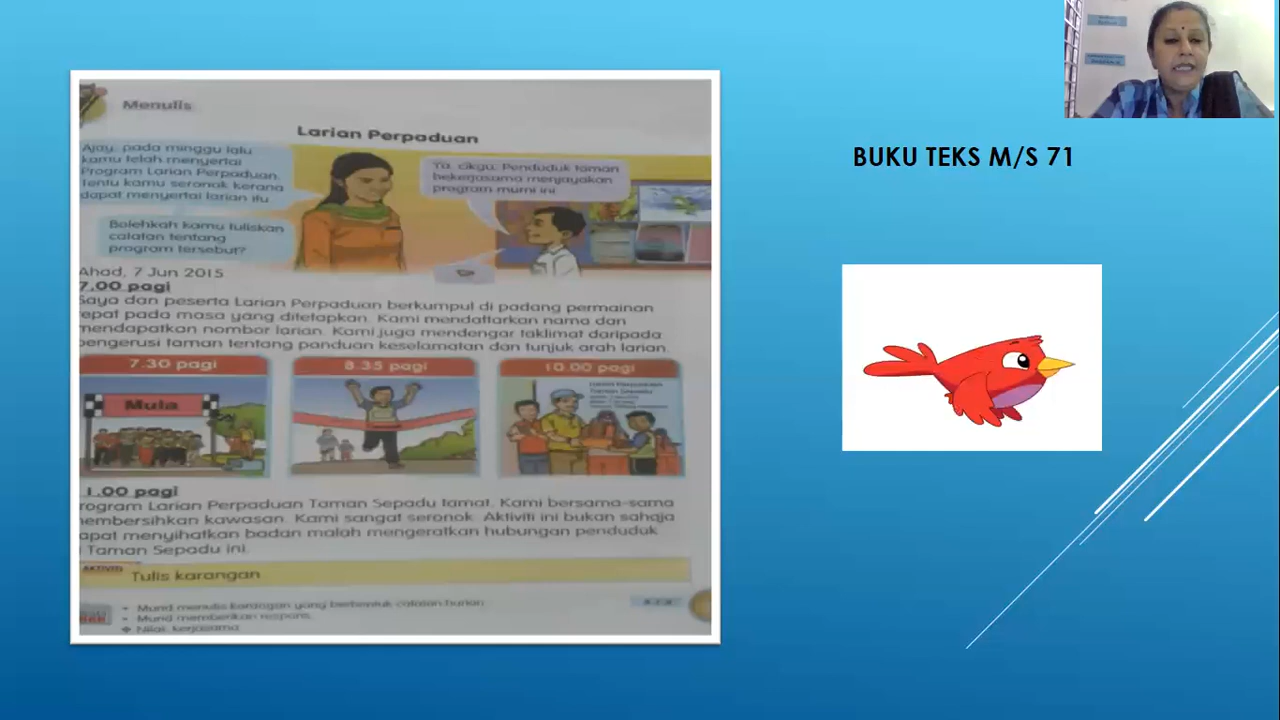 Menulis
Larian Perpaduan
Ajay, pada minggu lalu
kamu telah menyertai
Program Larian Perpaduan.
Tentu kamu seronok kerana
dapat menyertai larian itu
Ya, cikgu. Penduduk taman
bekerjasama menjayakan
program murni ini
Bolehkah kamu tuliskan
catatan tentang
program tersebut?
Ahad, 7 Jun 2015
7.00 pagi
Saya dan peserta Larian Perpaduan berkumpul di padang permainan
tepat pada masa yang ditetapkan. Kami mendaftarkan nama dan
mendapatkan nombor larian. Kami juga mendengar taklimat daripada
pengerusi taman tentang panduan keselamatan dan tunjuk arah larian.
7.30 pagi
8.35 pagi
10.00 pagi
Mula
Larian Perpaduan
Taman Sepadu
1.00 pagi
rogram Larian Perpaduan Taman Sepadu tamat. Kami bersama-sama
embersihkan kawasan. Kami sangat seronok. Aktiviti ini bukan sahaja
apat menyihatkan badan malah mengeratkan hubungan penduduk
Taman Sepadu ini.
AKTIVITI
Tulis karangan
• Murid menulis karangan yang berbentuk catatan harian.
• Murid memberikan respons.
❖ Nilai: kerjasama
BUKU TEKS M/S 71